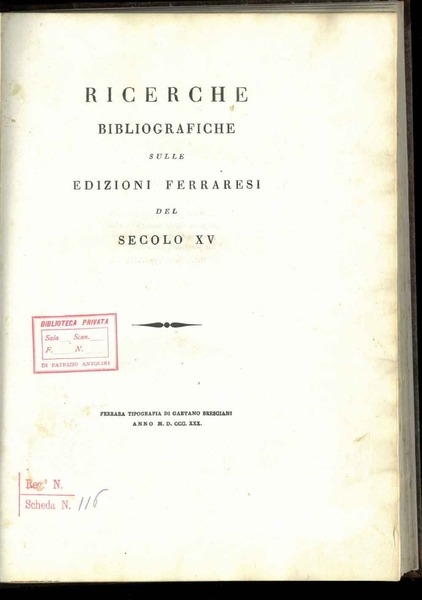 RICERCHE
BIBLIOGRAFICHE
SULLE
EDIZIONI FERRARESI
DEL
SECOLO XV
BIBLIOTECA PRIVATA
Sala Scan.
F. N.
DI PATRIZIO ANTOLINI
FERRARA TIPOGRAFIA DI GAETANO BRESCIANI
ANNO M. D. CCC. XXX.
Reg.° N.
Scheda N. 116